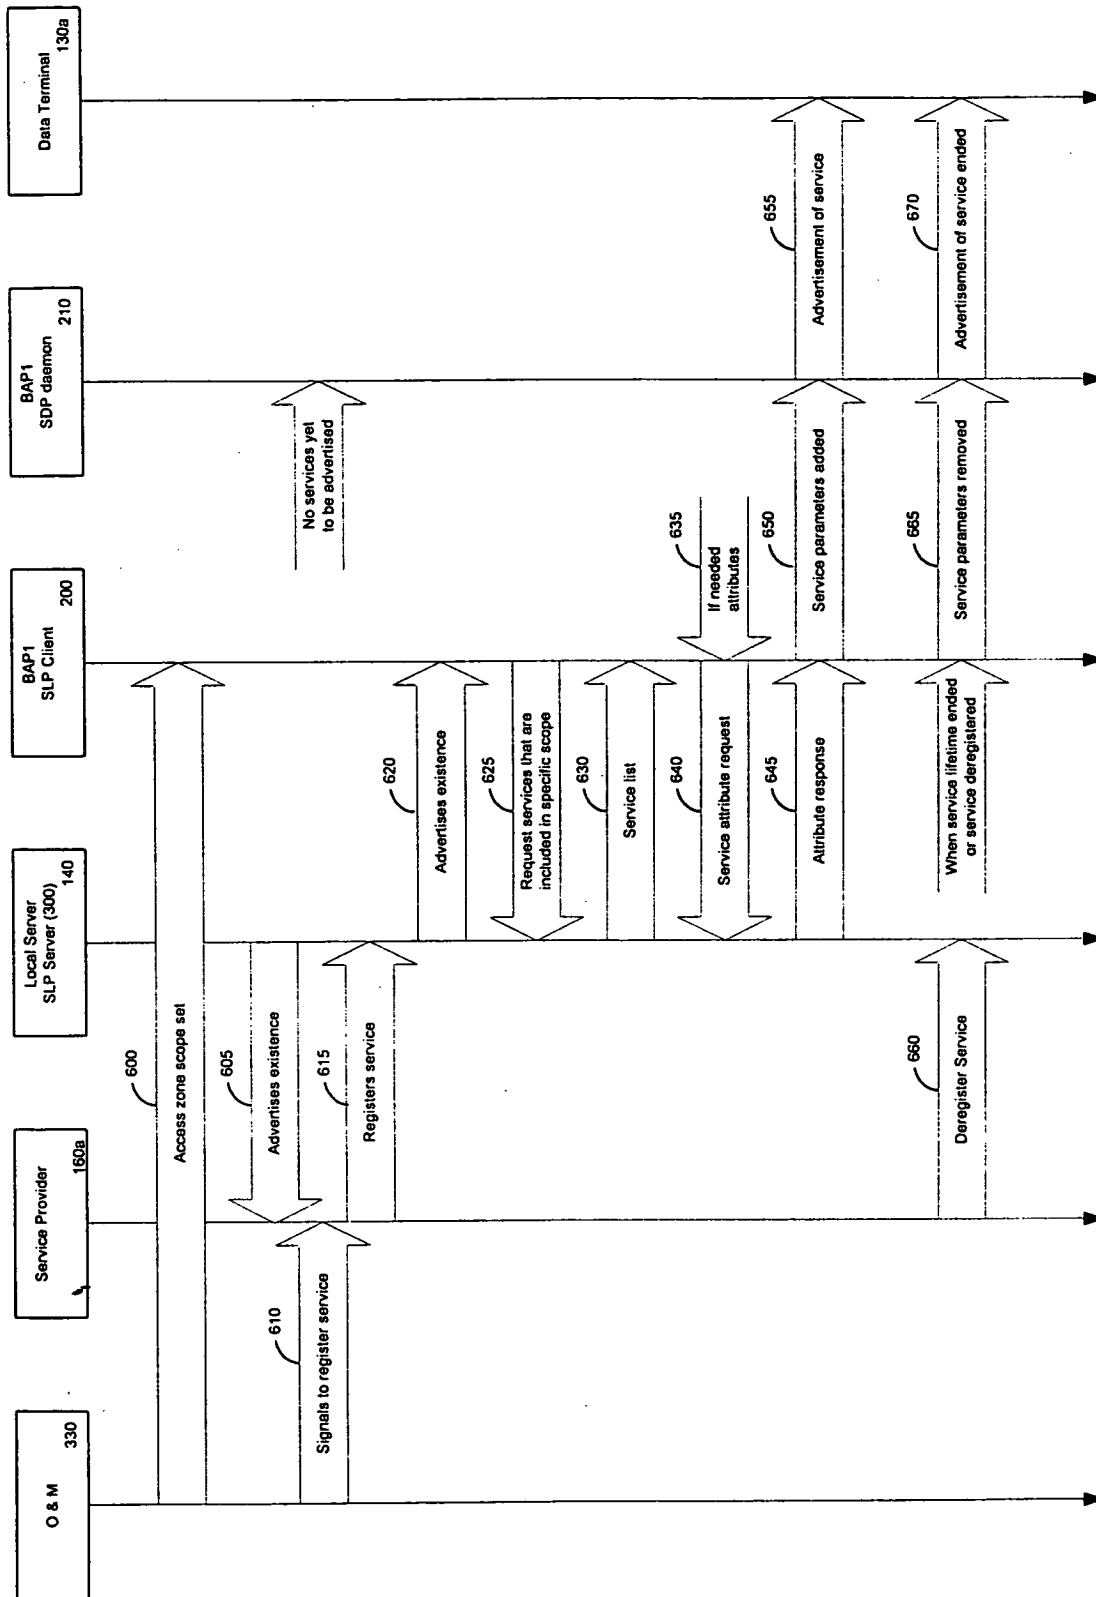 O & M
330
Service Provider
160a
Local Server
SLP Server (300)
140
BAP1
SLP Client
200
BAP1
SDP daemon
210
Data Terminal
130a
600
Access zone scope set
605
Advertises existence
610
Signals to register service
No services yet
to be advertised
615
Registers service
620
Advertises existence
625
Request services that are
included in specific scope
630
Service list
635
If needed
attributes
640
Service attribute request
645
Attribute response
650
Service parameters added
655
Advertisement of service
660
Deregister Service
When service lifetime ended
or service deregistered
665
Service parameters removed
670
Advertisement of service ended